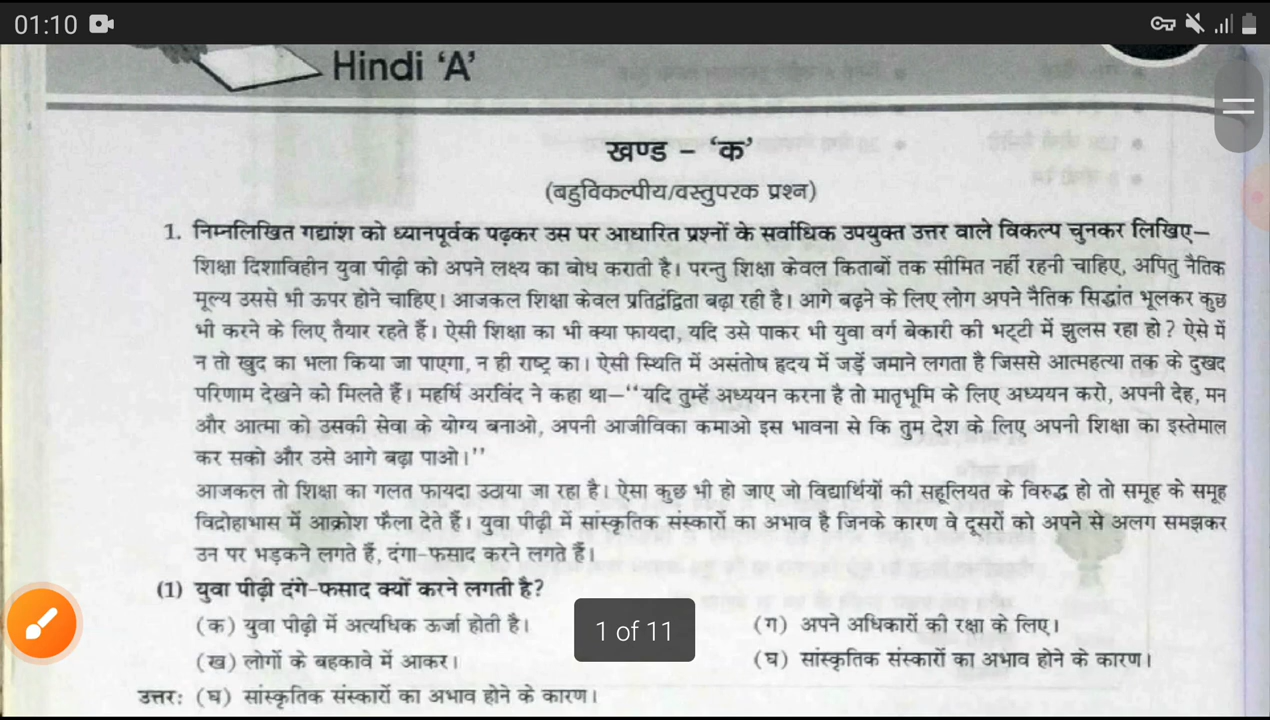 01:10
Hindi ‘A’
खण्ड – ‘क’
(बहुविकल्पीय/वस्तुपरक प्रश्न)
1. निम्नलिखित गद्यांश को ध्यानपूर्वक पढ़कर उस पर आधारित प्रश्नों के सर्वाधिक उपयुक्त उत्तर वाले विकल्प चुनकर लिखिए–
शिक्षा दिशाविहीन युवा पीढ़ी को अपने लक्ष्य का बोध कराती है। परन्तु शिक्षा केवल किताबों तक सीमित नहीं रहनी चाहिए, अपितु नैतिक
मूल्य उससे भी ऊपर होने चाहिए। आजकल शिक्षा केवल प्रतिद्वंद्विता बढ़ा रही है। आगे बढ़ने के लिए लोग अपने नैतिक सिद्धांत भूलकर कुछ
भी करने के लिए तैयार रहते हैं। ऐसी शिक्षा का भी क्या फायदा, यदि उसे पाकर भी युवा वर्ग बेकारी की भट्टी में झुलस रहा हो? ऐसे में
न तो खुद का भला किया जा पाएगा, न ही राष्ट्र का। ऐसी स्थिति में असंतोष हृदय में जड़ें जमाने लगता है जिससे आत्महत्या तक के दुखद
परिणाम देखने को मिलते हैं। महर्षि अरविंद ने कहा था–‘‘यदि तुम्हें अध्ययन करना है तो मातृभूमि के लिए अध्ययन करो, अपनी देह, मन
और आत्मा को उसकी सेवा के योग्य बनाओ, अपनी आजीविका कमाओ इस भावना से कि तुम देश के लिए अपनी शिक्षा का इस्तेमाल
कर सको और उसे आगे बढ़ा पाओ।’’
आजकल तो शिक्षा का गलत फायदा उठाया जा रहा है। ऐसा कुछ भी हो जाए जो विद्यार्थियों की सहूलियत के विरुद्ध हो तो समूह के समूह
विद्रोहाभास में आक्रोश फैला देते हैं। युवा पीढ़ी में सांस्कृतिक संस्कारों का अभाव है जिनके कारण वे दूसरों को अपने से अलग समझकर
उन पर भड़कने लगते हैं, दंगा-फसाद करने लगते हैं।
(1) युवा पीढ़ी दंगे-फसाद क्यों करने लगती है?
(क) युवा पीढ़ी में अत्यधिक ऊर्जा होती है।
(ग) अपने अधिकारों की रक्षा के लिए।
1 of 11
(ख) लोगों के बहकावे में आकर।
(घ) सांस्कृतिक संस्कारों का अभाव होने के कारण।
उत्तर: (घ) सांस्कृतिक संस्कारों का अभाव होने के कारण।